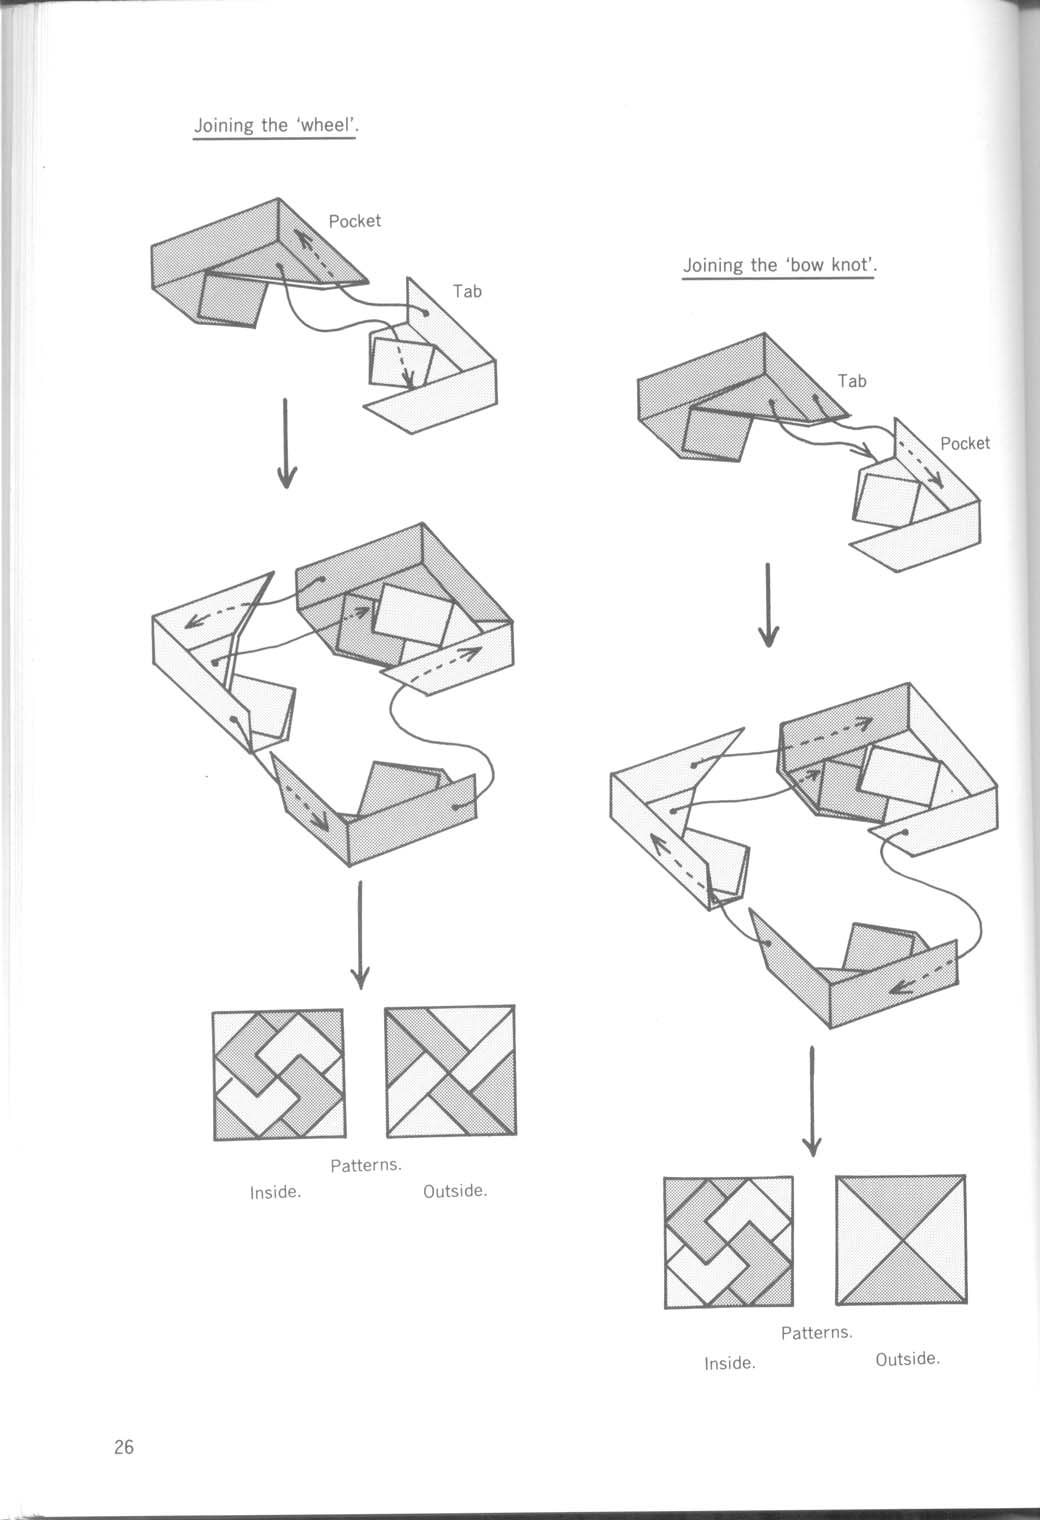 Joining the 'wheel'.
Pocket
Tab
Patterns.
Inside.
Outside.
Joining the 'bow knot'.
Tab
Pocket
Patterns.
Inside.
Outside.
26